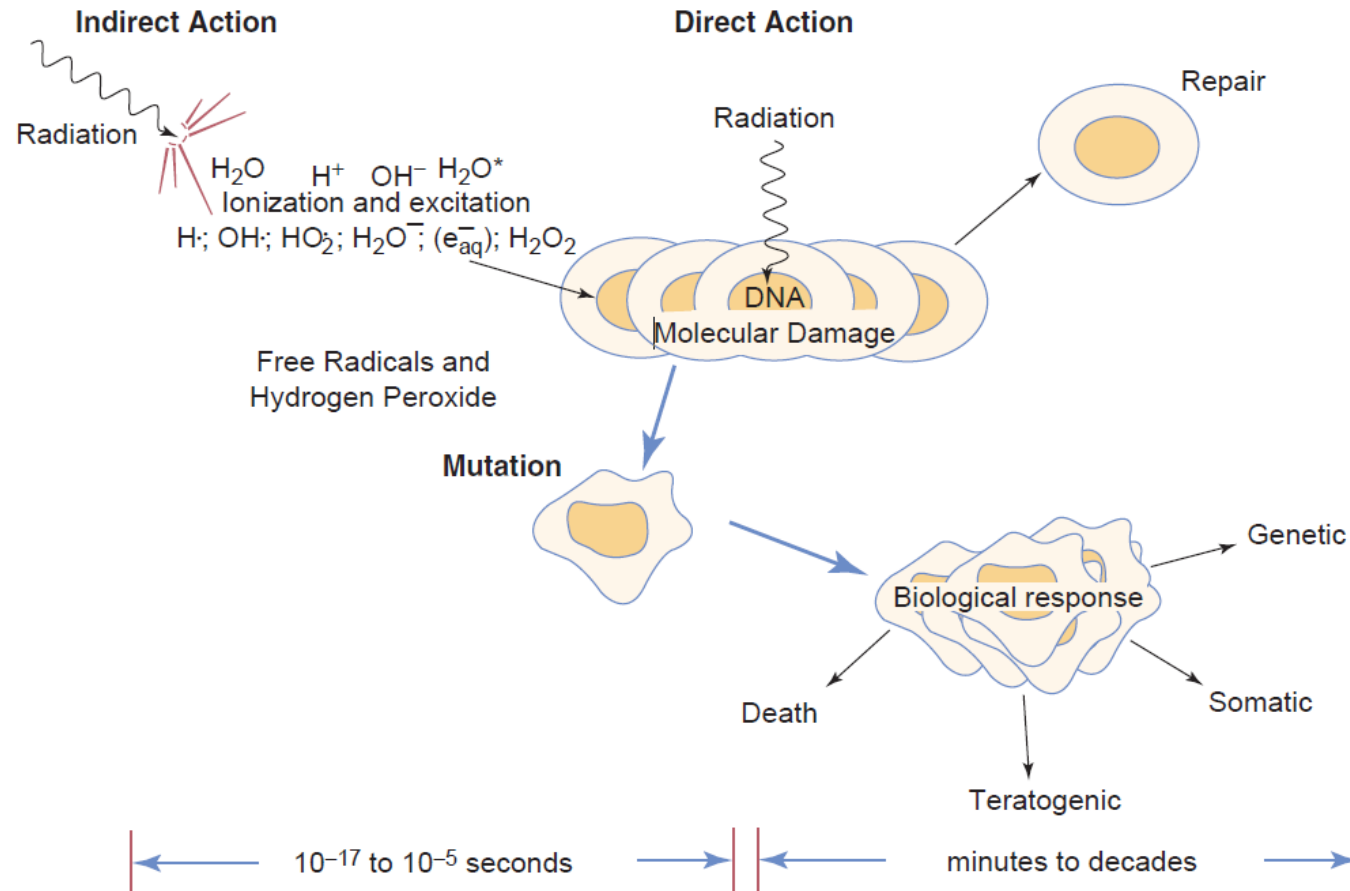 Indirect Action
Direct Action
Radiation
Radiation
Repair
H₂O H⁺ OH⁻ H₂O*
Ionization and excitation
H·; OH·; HO₂·; H₂O⁻; (e⁻aq); H₂O₂
DNA
Molecular Damage
Free Radicals and
Hydrogen Peroxide
Mutation
Biological response
Genetic
Somatic
Death
Teratogenic
10⁻¹⁷ to 10⁻⁵ seconds
minutes to decades